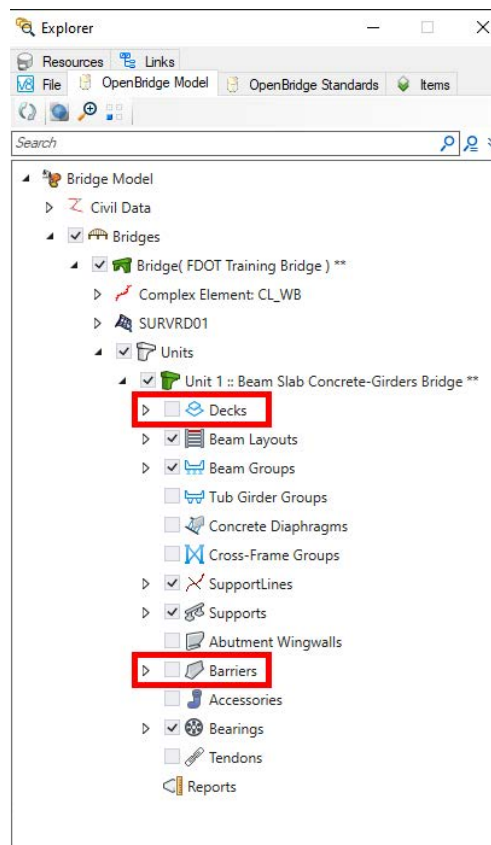 Explorer
Resources Links
File OpenBridge Model OpenBridge Standards Items
Search
Bridge Model
Civil Data
Bridges
Bridge( FDOT Training Bridge ) **
Complex Element: CL_WB
SURVRD01
Units
Unit 1 :: Beam Slab Concrete-Girders Bridge **
Decks
Beam Layouts
Beam Groups
Tub Girder Groups
Concrete Diaphragms
Cross-Frame Groups
SupportLines
Supports
Abutment Wingwalls
Barriers
Accessories
Bearings
Tendons
Reports